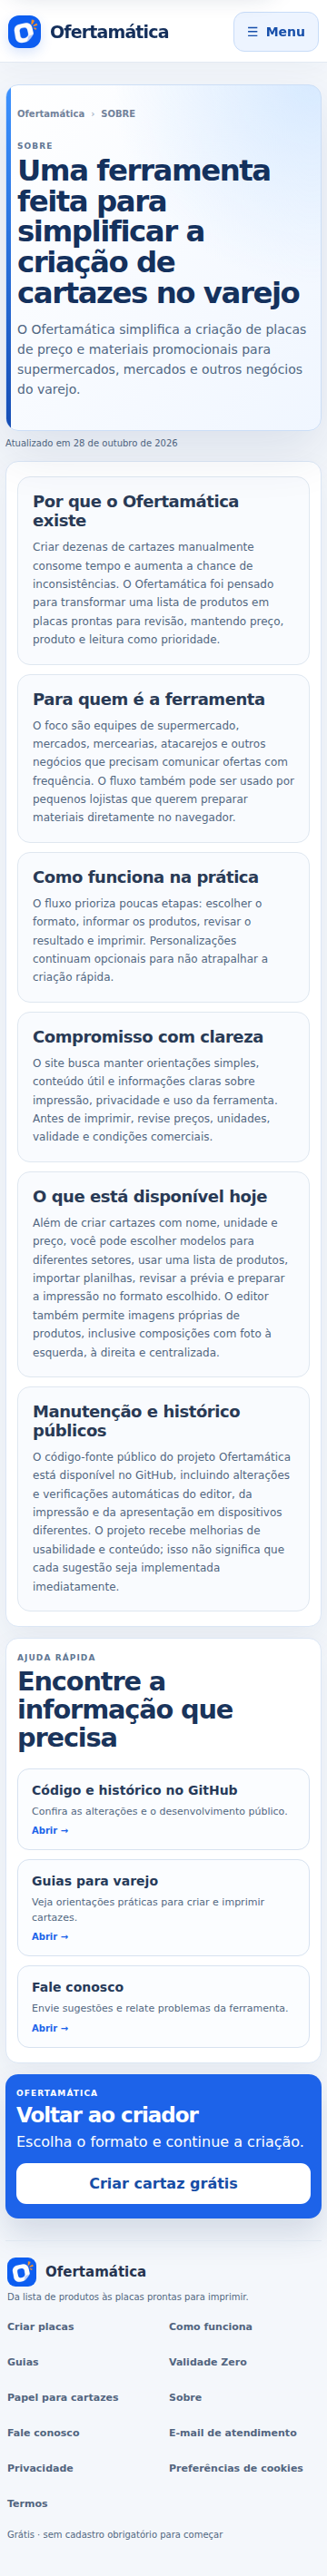 Ofertamática
☰ Menu
Ofertamática › SOBRE
SOBRE
Uma ferramenta
feita para
simplificar a
criação de
cartazes no varejo
O Ofertamática simplifica a criação de placas
de preço e materiais promocionais para
supermercados, mercados e outros negócios
do varejo.
Atualizado em 28 de outubro de 2026
Por que o Ofertamática
existe
Criar dezenas de cartazes manualmente
consome tempo e aumenta a chance de
inconsistências. O Ofertamática foi pensado
para transformar uma lista de produtos em
placas prontas para revisão, mantendo preço,
produto e leitura como prioridade.
Para quem é a ferramenta
O foco são equipes de supermercado,
mercados, mercearias, atacarejos e outros
negócios que precisam comunicar ofertas com
frequência. O fluxo também pode ser usado por
pequenos lojistas que querem preparar
materiais diretamente no navegador.
Como funciona na prática
O fluxo prioriza poucas etapas: escolher o
formato, informar os produtos, revisar o
resultado e imprimir. Personalizações
continuam opcionais para não atrapalhar a
criação rápida.
Compromisso com clareza
O site busca manter orientações simples,
conteúdo útil e informações claras sobre
impressão, privacidade e uso da ferramenta.
Antes de imprimir, revise preços, unidades,
validade e condições comerciais.
O que está disponível hoje
Além de criar cartazes com nome, unidade e
preço, você pode escolher modelos para
diferentes setores, usar uma lista de produtos,
importar planilhas, revisar a prévia e preparar
a impressão no formato escolhido. O editor
também permite imagens próprias de
produtos, inclusive composições com foto à
esquerda, à direita e centralizada.
Manutenção e histórico
públicos
O código-fonte público do projeto Ofertamática
está disponível no GitHub, incluindo alterações
e verificações automáticas do editor, da
impressão e da apresentação em dispositivos
diferentes. O projeto recebe melhorias de
usabilidade e conteúdo; isso não significa que
cada sugestão seja implementada
imediatamente.
AJUDA RÁPIDA
Encontre a
informação que
precisa
Código e histórico no GitHub
Confira as alterações e o desenvolvimento público.
Abrir →
Guias para varejo
Veja orientações práticas para criar e imprimir
cartazes.
Abrir →
Fale conosco
Envie sugestões e relate problemas da ferramenta.
Abrir →
OFERTAMÁTICA
Voltar ao criador
Escolha o formato e continue a criação.
Criar cartaz grátis
Ofertamática
Da lista de produtos às placas prontas para imprimir.
Criar placas
Como funciona
Guias
Validade Zero
Papel para cartazes
Sobre
Fale conosco
E-mail de atendimento
Privacidade
Preferências de cookies
Termos
Grátis · sem cadastro obrigatório para começar